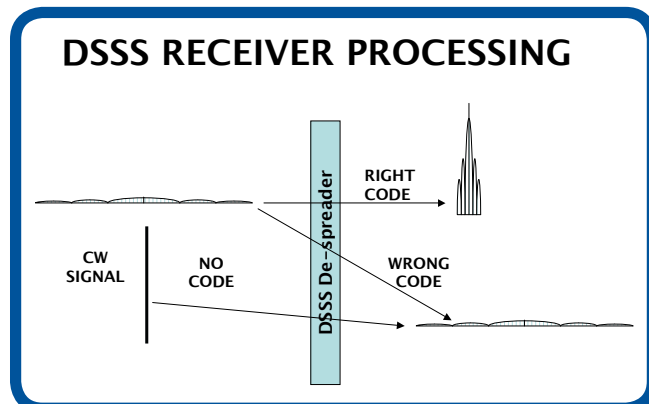 DSSS RECEIVER PROCESSING
RIGHT
CODE
DSSS De-spreader
CW
SIGNAL
NO
CODE
WRONG
CODE